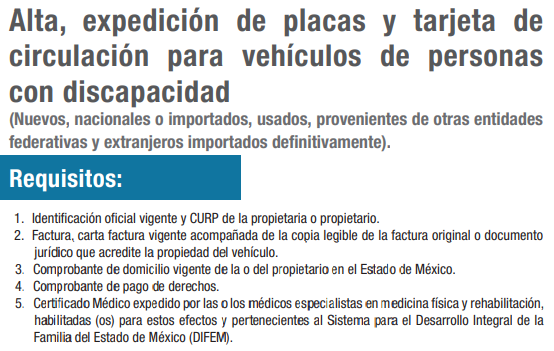 Alta, expedición de placas y tarjeta de
circulación para vehículos de personas
con discapacidad
(Nuevos, nacionales o importados, usados, provenientes de otras entidades
federativas y extranjeros importados definitivamente).
Requisitos:
1. Identificación oficial vigente y CURP de la propietaria o propietario.
2. Factura, carta factura vigente acompañada de la copia legible de la factura original o documento
jurídico que acredite la propiedad del vehículo.
3. Comprobante de domicilio vigente de la o del propietario en el Estado de México.
4. Comprobante de pago de derechos.
5. Certificado Médico expedido por las o los médicos especialistas en medicina física y rehabilitación,
habilitadas (os) para estos efectos y pertenecientes al Sistema para el Desarrollo Integral de la
Familia del Estado de México (DIFEM).